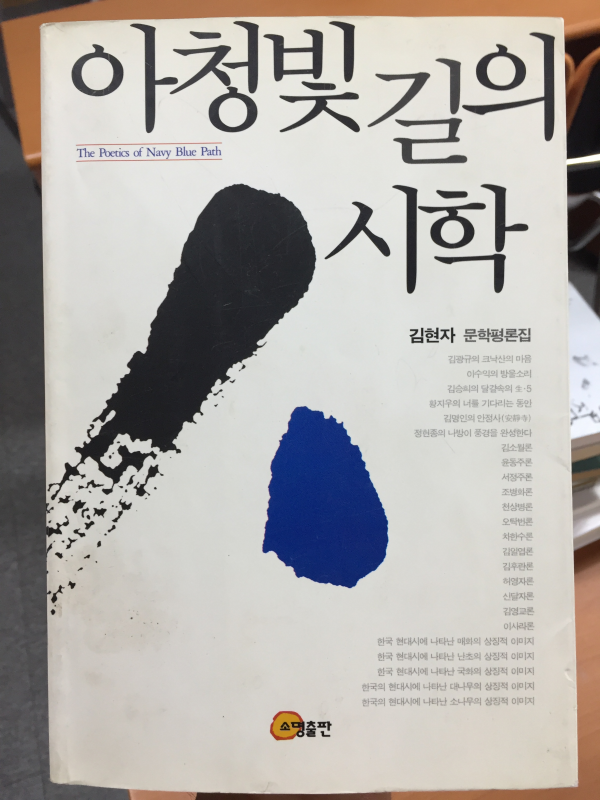 아청빛
길의
The Poetics of Navy Blue Path
시학
김현자 문학평론집
김광규의 크낙산의 마음
이수익의 방울소리
김승희의 달걀속의 生·5
황지우의 너를 기다리는 동안
김명인의 안정사(安靜寺)
정현종의 나방이 풍경을 완성한다
김소월론
윤동주론
서정주론
조병화론
천상병론
오탁번론
차한수론
김일엽론
김후란론
허영자론
신달자론
강영교론
이사라론
한국 현대시에 나타난 매화의 상징적 이미지
한국 현대시에 나타난 난초의 상징적 이미지
한국 현대시에 나타난 국화의 상징적 이미지
한국의 현대시에 나타난 대나무의 상징적 이미지
한국의 현대시에 나타난 소나무의 상징적 이미지
소명출판